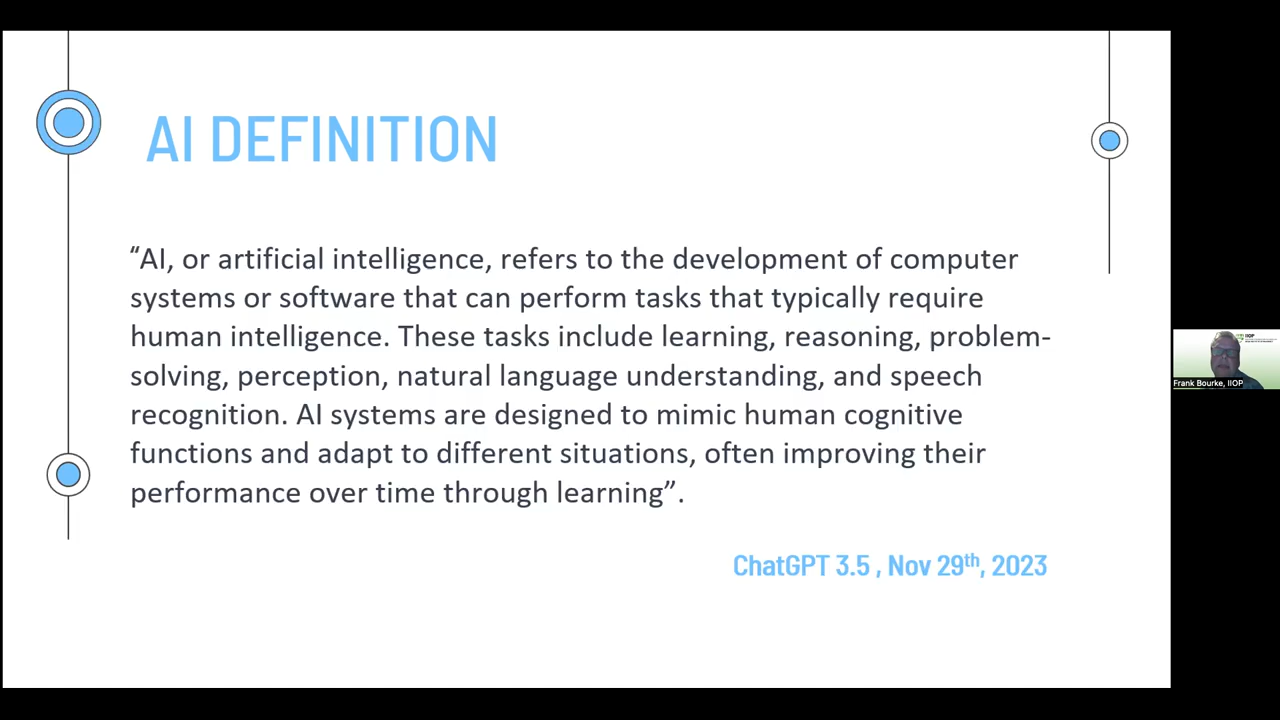 AI DEFINITION
“AI, or artificial intelligence, refers to the development of computer
systems or software that can perform tasks that typically require
human intelligence. These tasks include learning, reasoning, problem-
solving, perception, natural language understanding, and speech
recognition. AI systems are designed to mimic human cognitive
functions and adapt to different situations, often improving their
performance over time through learning”.
ChatGPT 3.5 , Nov 29th, 2023
IIOP
Frank Bourke, IIOP